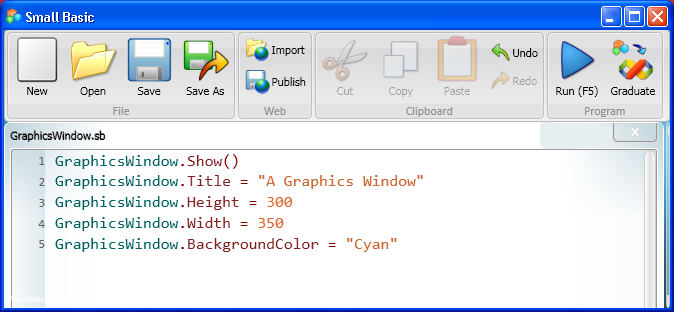 Small Basic
New Open Save Save As Import Publish Cut Copy Paste Undo Redo Run (F5) Graduate
File Web Clipboard Program
GraphicsWindow.sb
1 GraphicsWindow.Show()
2 GraphicsWindow.Title = "A Graphics Window"
3 GraphicsWindow.Height = 300
4 GraphicsWindow.Width = 350
5 GraphicsWindow.BackgroundColor = "Cyan"